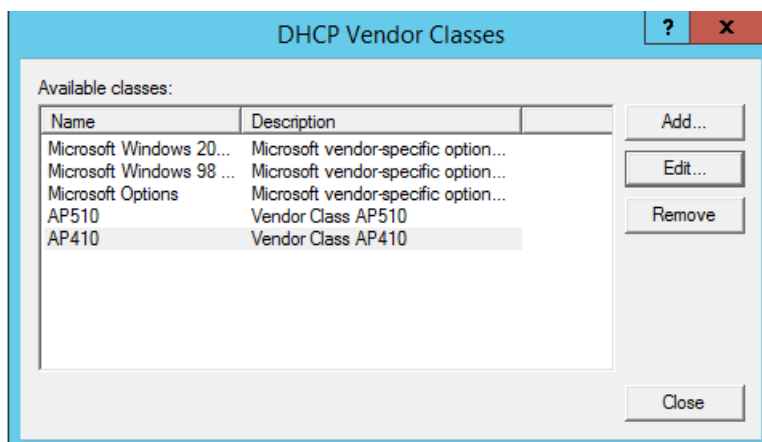 DHCP Vendor Classes
? x
Available classes:
Name Description
Add...
Microsoft Windows 20... Microsoft vendor-specific option...
Microsoft Windows 98 ... Microsoft vendor-specific option...
Edit...
Microsoft Options Microsoft vendor-specific option...
AP510 Vendor Class AP510
Remove
AP410 Vendor Class AP410
Close